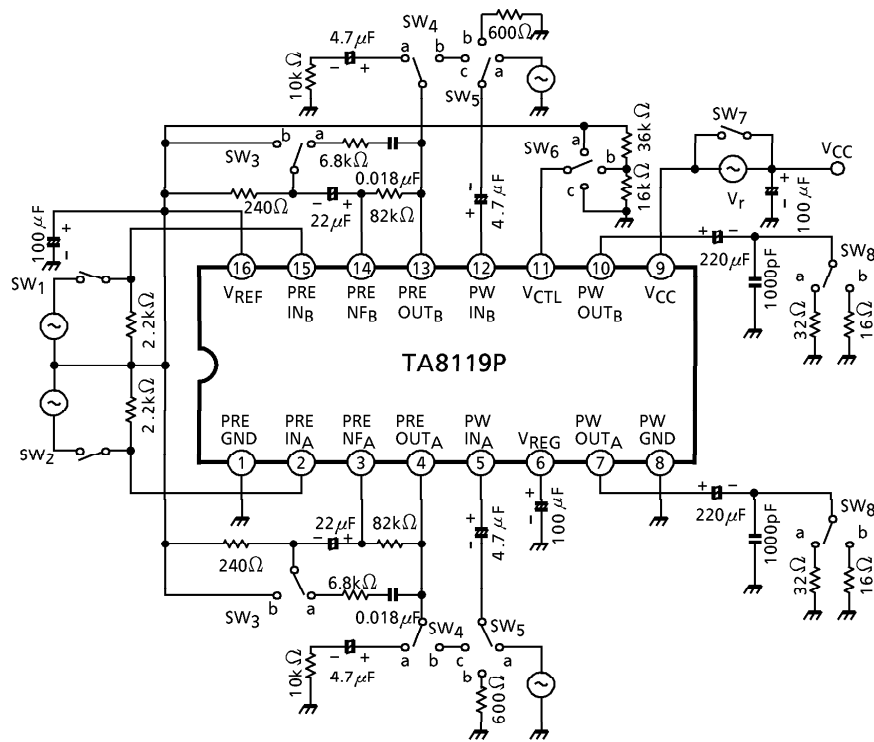 SW4
b
600Ω
4.7μF
a
b
c
a
− +
10kΩ
SW5
SW7
b
a
SW6
a
36kΩ
SW3
6.8kΩ
b
VCC
0.018μF
c
16kΩ
Vr
+
−
100μF
240Ω
− +
22μF
82kΩ
−
+
4.7μF
100μF
+
−
+ −
220μF
SW8
16
15
14
13
12
11
10
9
1000pF
a
b
SW1
VREF
PRE INB
PRE NFB
PRE OUTB
PW INB
VCTL
PW OUTB
VCC
32Ω
16Ω
2.2kΩ
TA8119P
2.2kΩ
PRE GND
PRE INA
PRE NFA
PRE OUTA
PW INA
VREG
PW OUTA
PW GND
SW2
1
2
3
4
5
6
7
8
22μF
82kΩ
+
−
4.7μF
+
−
100μF
+ −
220μF
SW8
− +
1000pF
a
b
240Ω
32Ω
16Ω
6.8kΩ
SW3
b
a
0.018μF
SW4
SW5
− +
a
b
c
a
10kΩ
4.7μF
b
600Ω